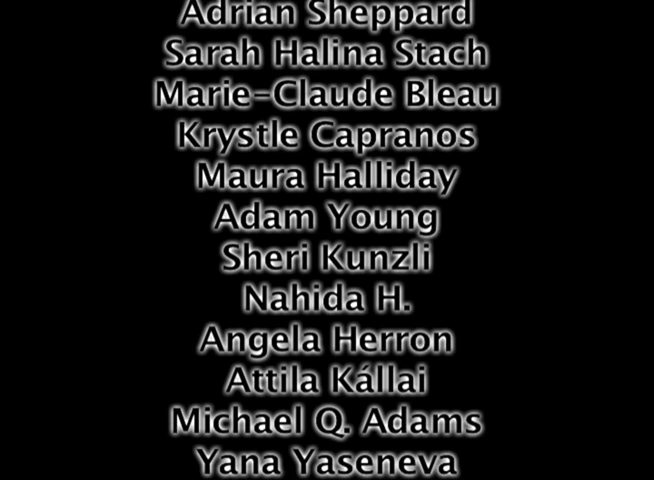 Adrian Sheppard
Sarah Halina Stach
Marie-Claude Bleau
Krystle Capranos
Maura Halliday
Adam Young
Sheri Kunzli
Nahida H.
Angela Herron
Attila Kállai
Michael Q. Adams
Yana Yaseneva